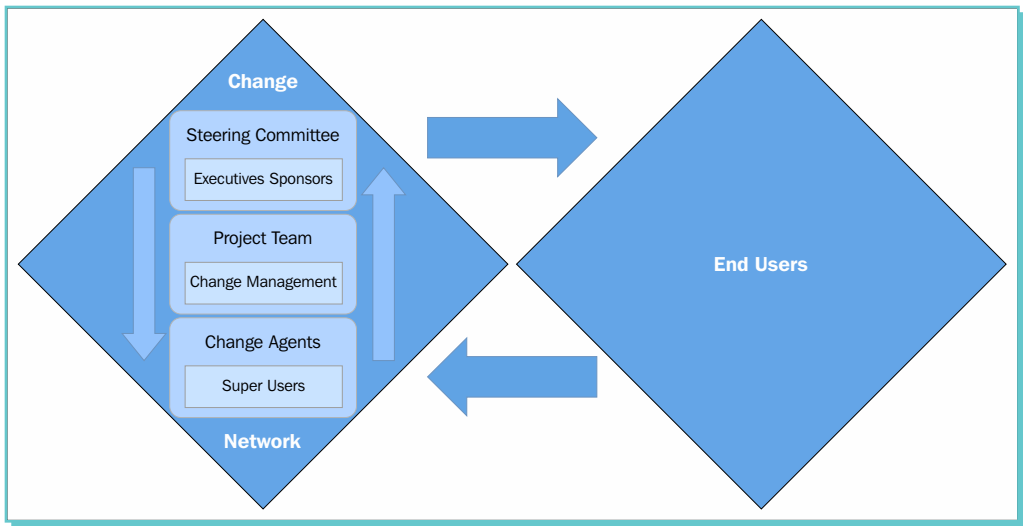 Change
Steering Committee
Executives Sponsors
Project Team
Change Management
Change Agents
Super Users
Network
End Users